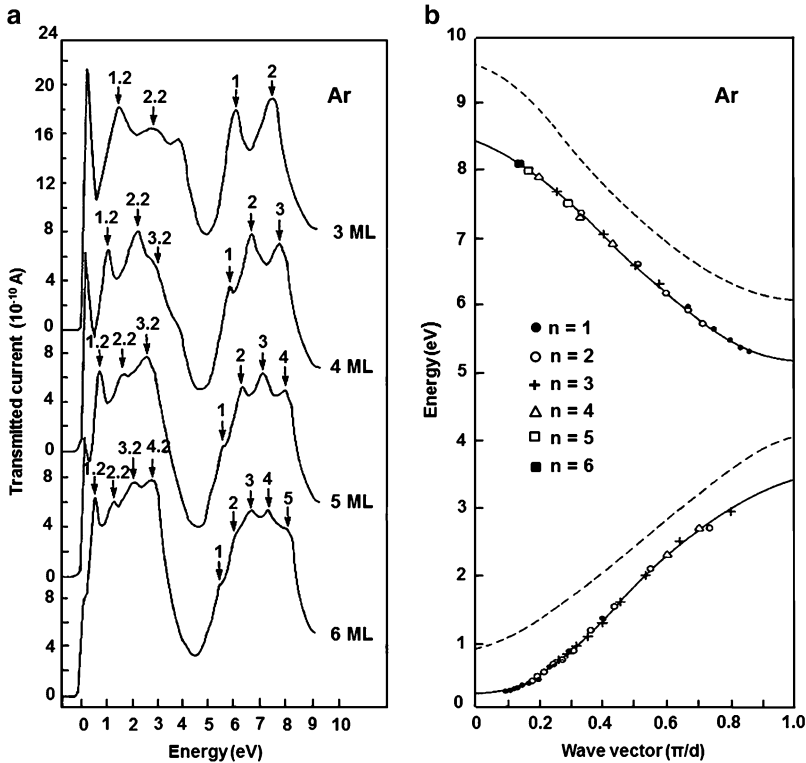 a
24
20
16
12
8
4
0
8
4
0
8
4
0
8
4
0
Transmitted current (10⁻¹⁰ A)
Ar
1.2
2.2
1
2
3 ML
1.2
2.2
3.2
1
2
3
4 ML
1.2
2.2
3.2
1
2
3
4
5 ML
1.2
2.2
3.2
4.2
1
2
3
4
5
6 ML
0 1 2 3 4 5 6 7 8 9 10
Energy (eV)
b
10
9
8
7
6
5
4
3
2
1
0
Energy (eV)
Ar
n = 1
n = 2
n = 3
n = 4
n = 5
n = 6
0 0.2 0.4 0.6 0.8 1.0
Wave vector (π/d)